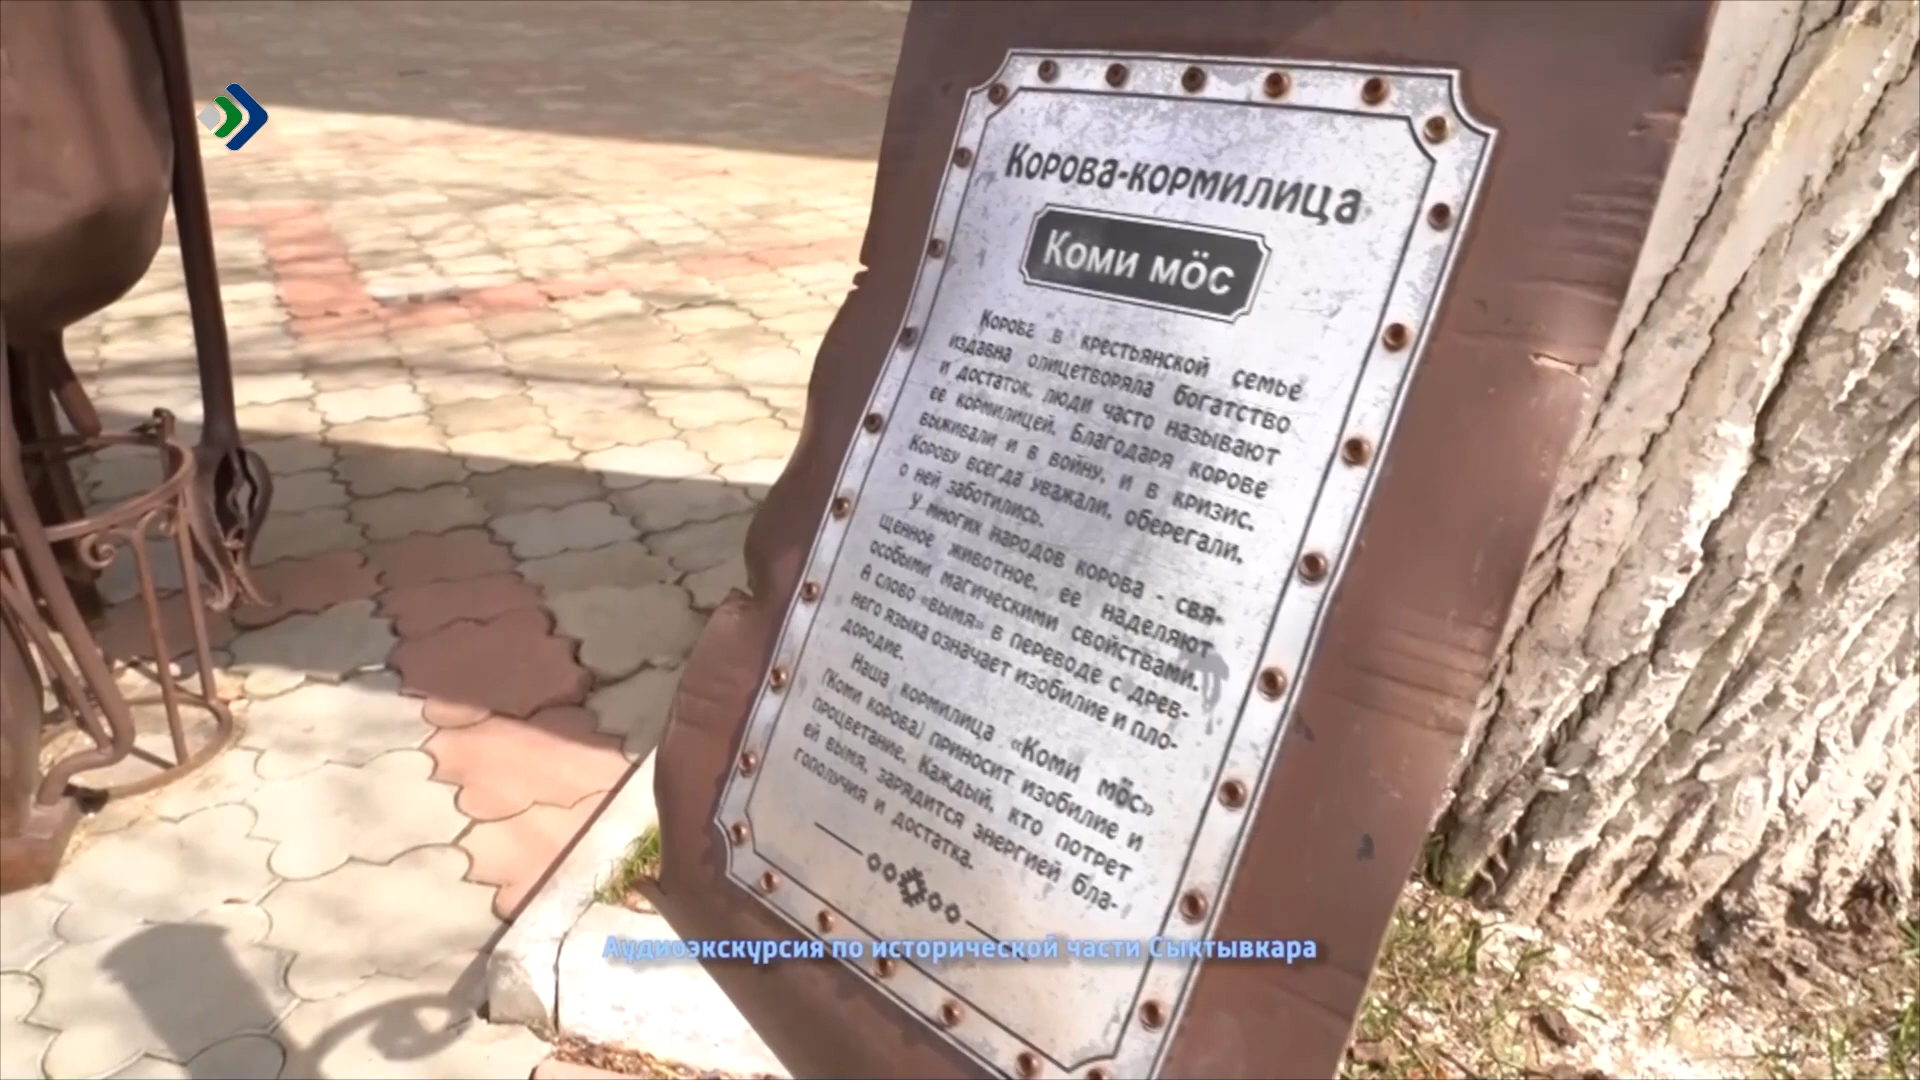 Корова-кормилица
Коми мöс
Корова в крестьянской семье
издавна олицетворяла богатство
и достаток, люди часто называют
ее кормилицей. Благодаря корове
выживали и в войну, и в кризис.
Корову всегда уважали, оберегали,
о ней заботились.
У многих народов корова - свя-
щенное животное, ее наделяют
особыми магическими свойствами.
А слово «вымя» в переводе с древ-
него языка означает изобилие и пло-
дородие.
Наша кормилица «Коми мöс»
(Коми корова) приносит изобилие и
процветание. Каждый, кто потрет
ей вымя, зарядится энергией бла-
гополучия и достатка.
Аудиоэкскурсия по исторической части Сыктывкара